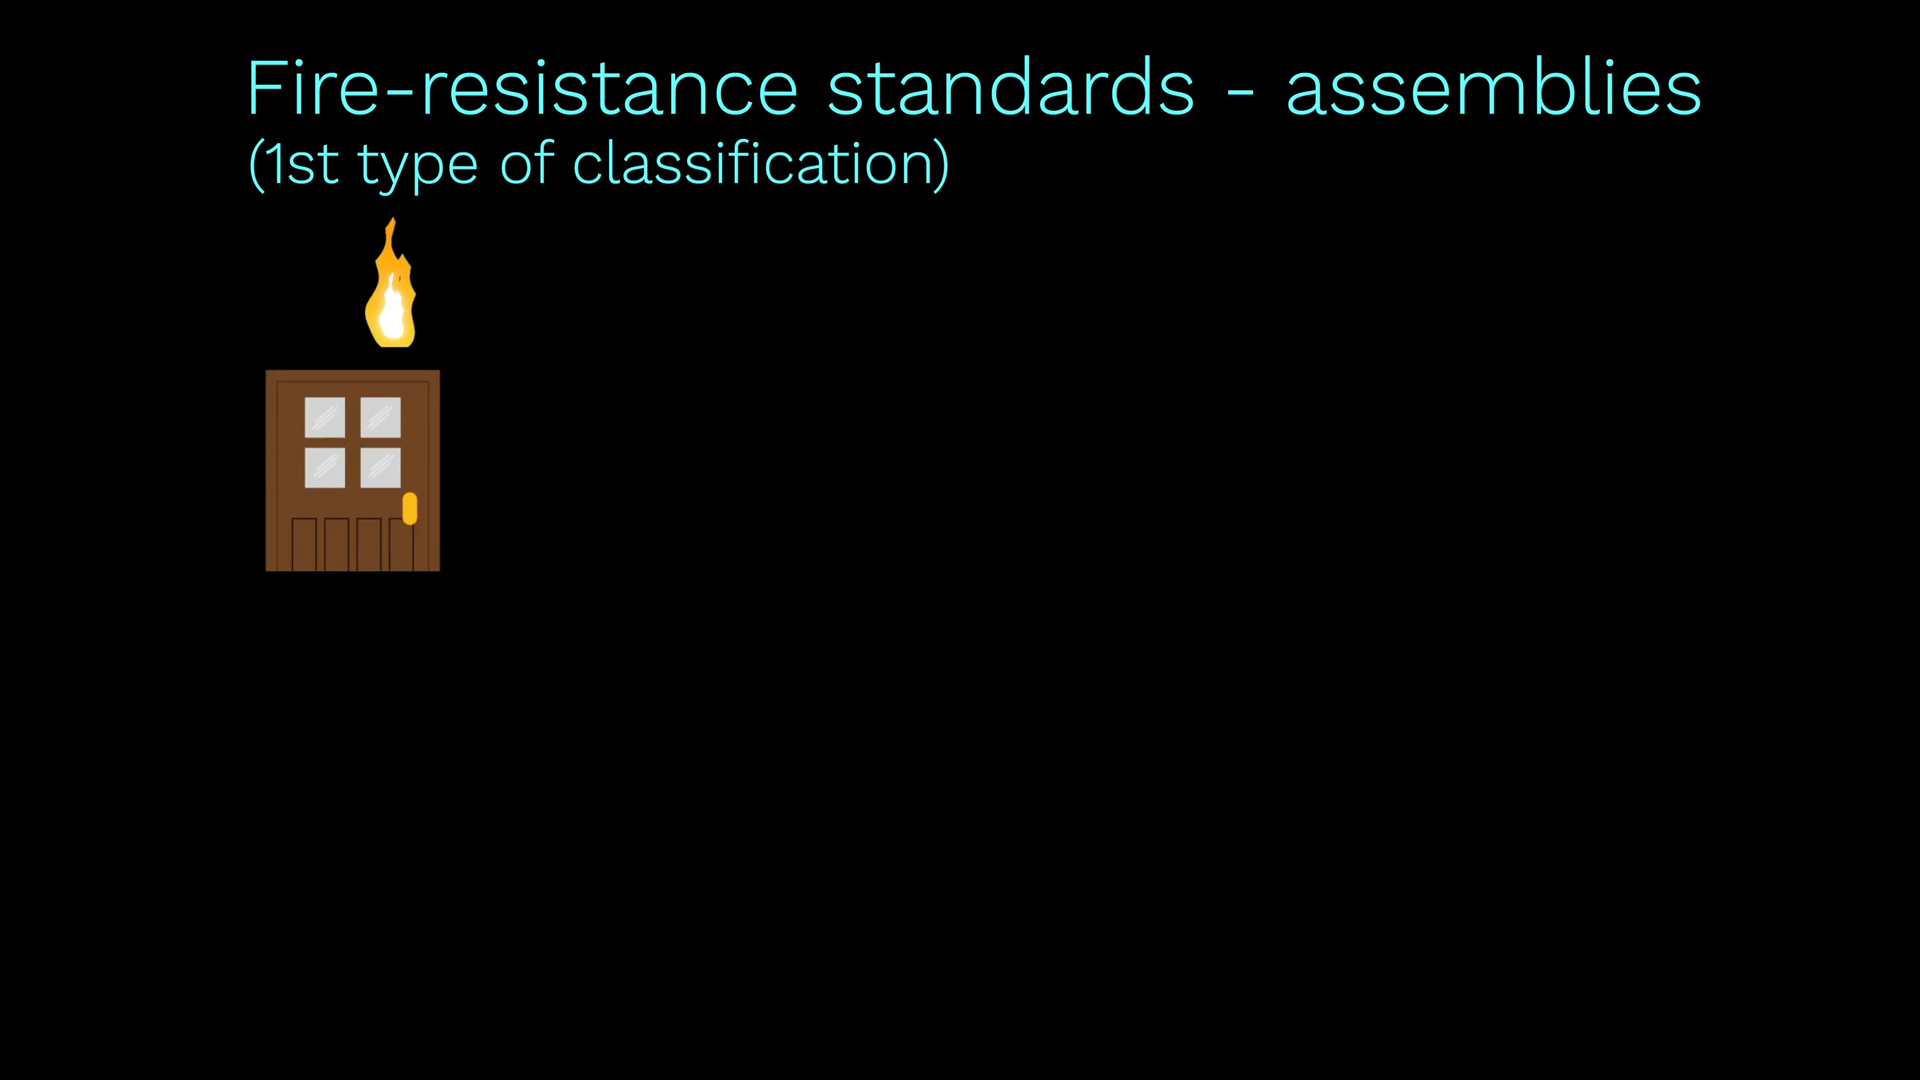 Fire-resistance standards - assemblies
(1st type of classification)